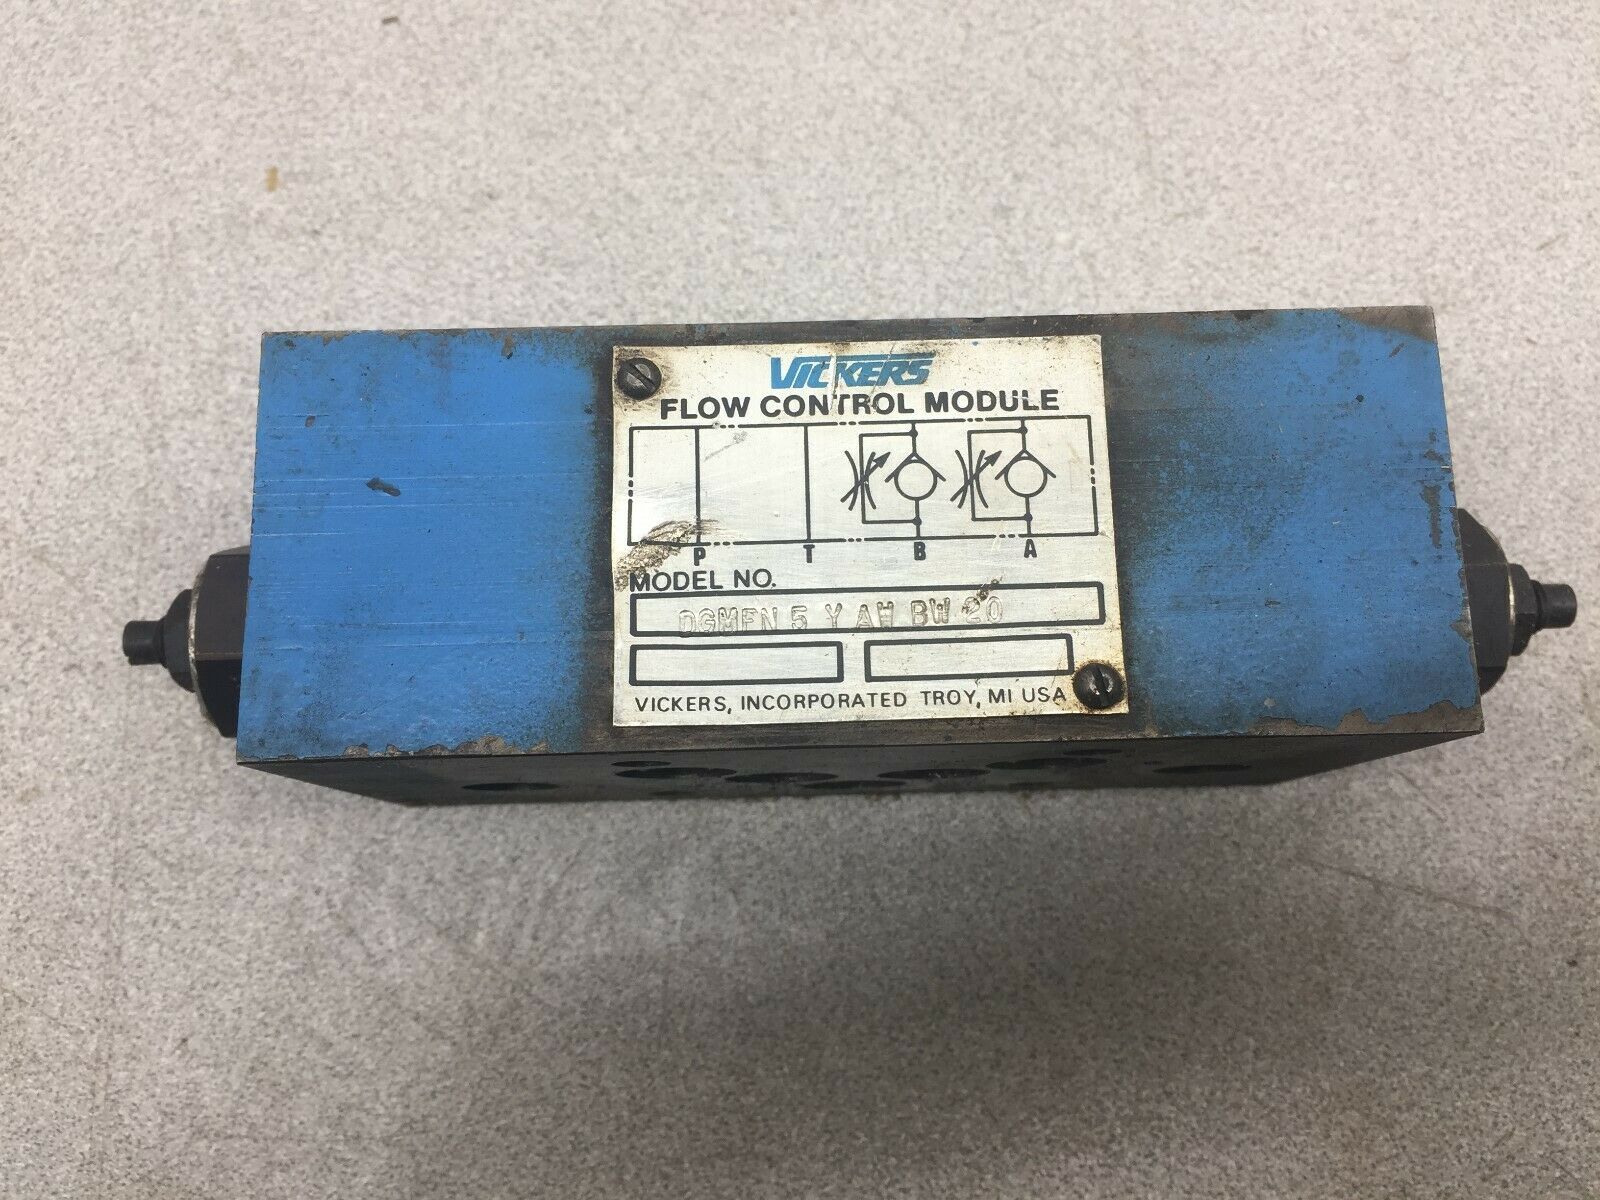 VICKERS
FLOW CONTROL MODULE
P T B A
MODEL NO.
DGMFN 5 Y AW BW 20
VICKERS, INCORPORATED TROY, MI USA